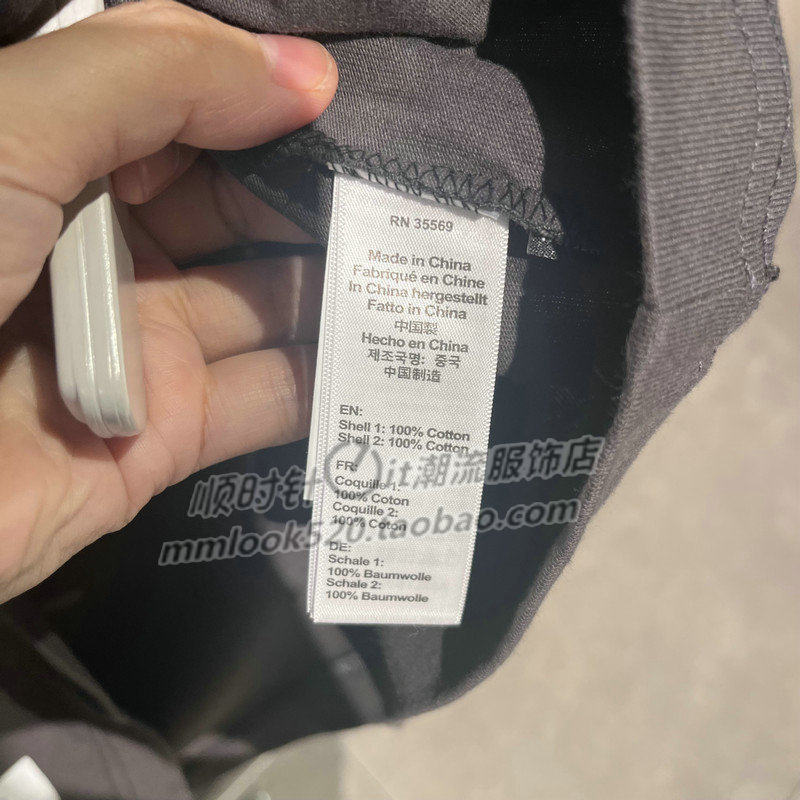 RN 35569
Made in China
Fabriqué en Chine
In China hergestellt
Fatto in China
中国製
Hecho en China
제조국명: 중국
中国制造
EN:
Shell 1: 100% Cotton
Shell 2: 100% Cotton
FR:
Coquille 1:
100% Coton
Coquille 2:
100% Coton
DE:
Schale 1:
100% Baumwolle
Schale 2:
100% Baumwolle
顺时针 it潮流服饰店
mmlook520.taobao.com